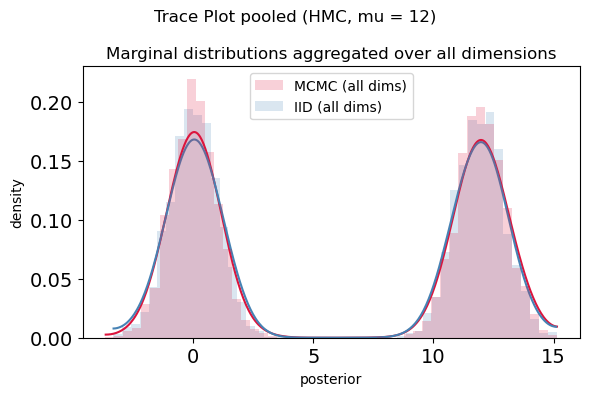 Trace Plot pooled (HMC, mu = 12)
Marginal distributions aggregated over all dimensions
MCMC (all dims)
IID (all dims)
density
0.20
0.15
0.10
0.05
0.00
0 5 10 15
posterior